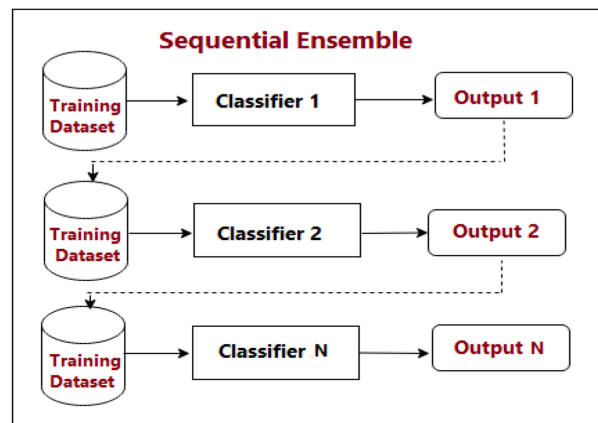 Sequential Ensemble
Training
Dataset
Classifier 1
Output 1
Training
Dataset
Classifier 2
Output 2
Training
Dataset
Classifier N
Output N